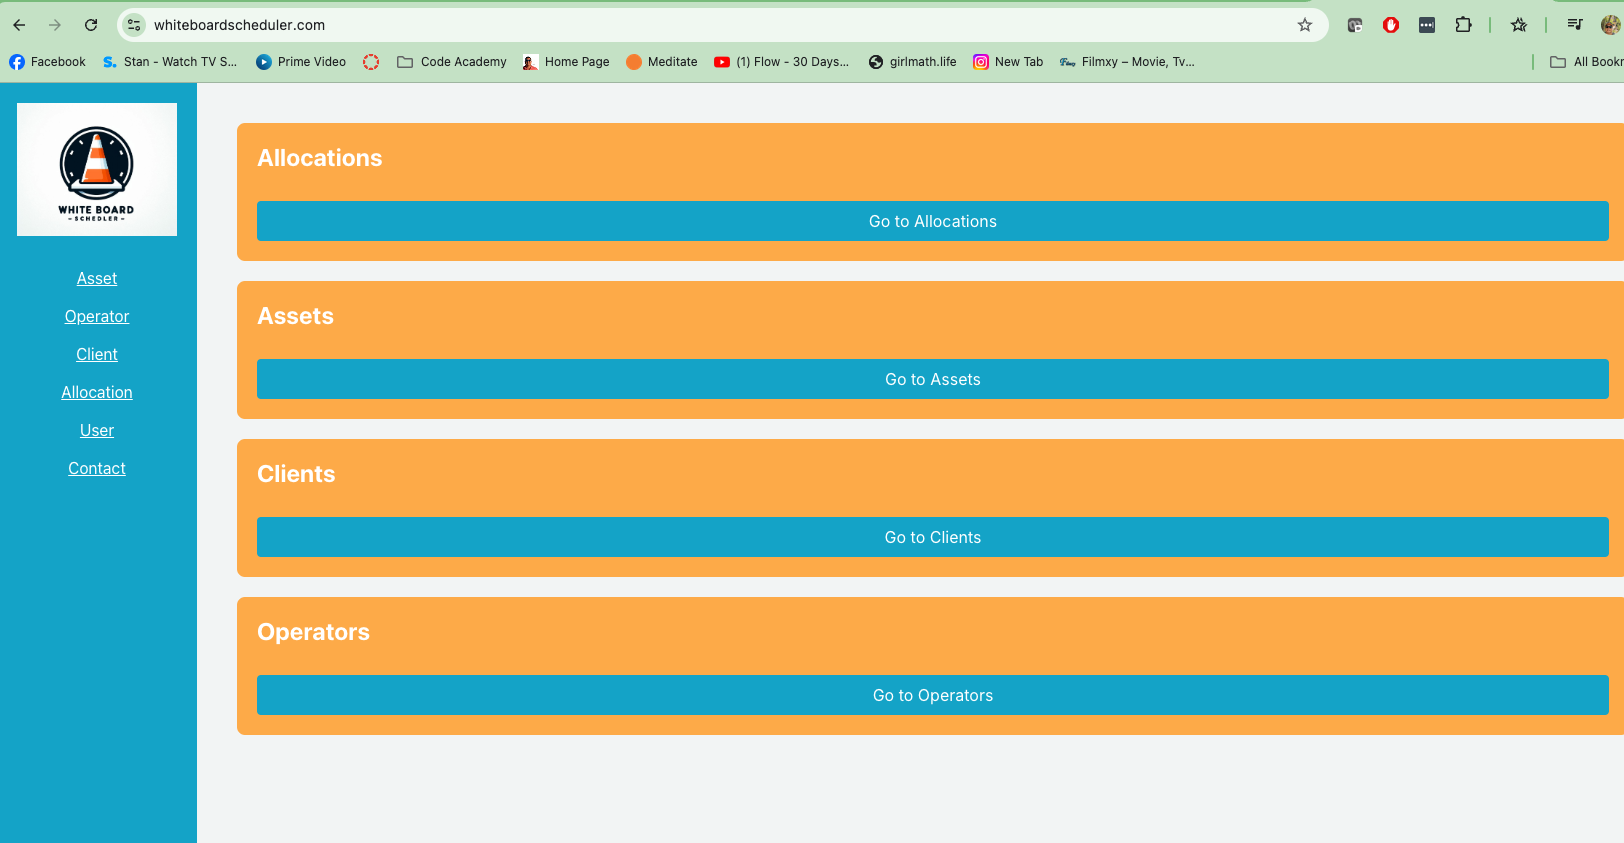 whiteboardscheduler.com
Facebook
Stan - Watch TV S...
Prime Video
Code Academy
Home Page
Meditate
(1) Flow - 30 Days...
girlmath.life
New Tab
Filmxy – Movie, Tv...
All Bookr
WHITE BOARD
- SCHEDLER -
Asset
Operator
Client
Allocation
User
Contact
Allocations
Go to Allocations
Assets
Go to Assets
Clients
Go to Clients
Operators
Go to Operators